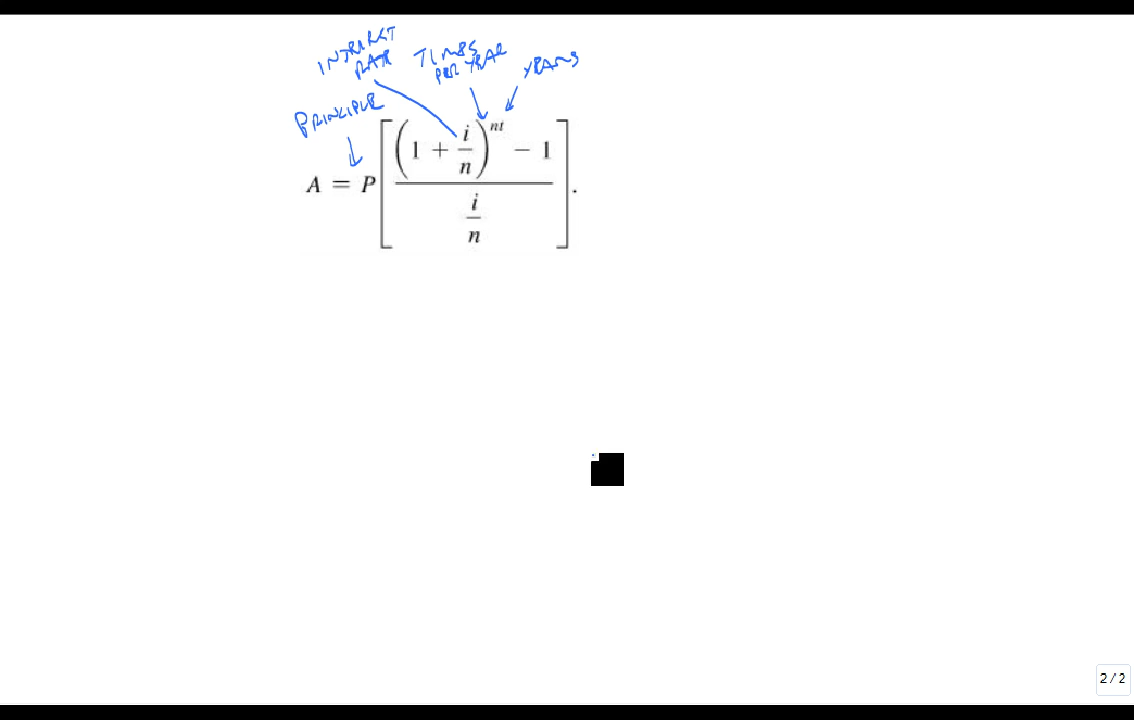 INTEREST
RATE
TIMES
PER YEAR
YEARS
PRINCIPLE
A = P[((1 + i/n)^nt − 1)/(i/n)].
2/2